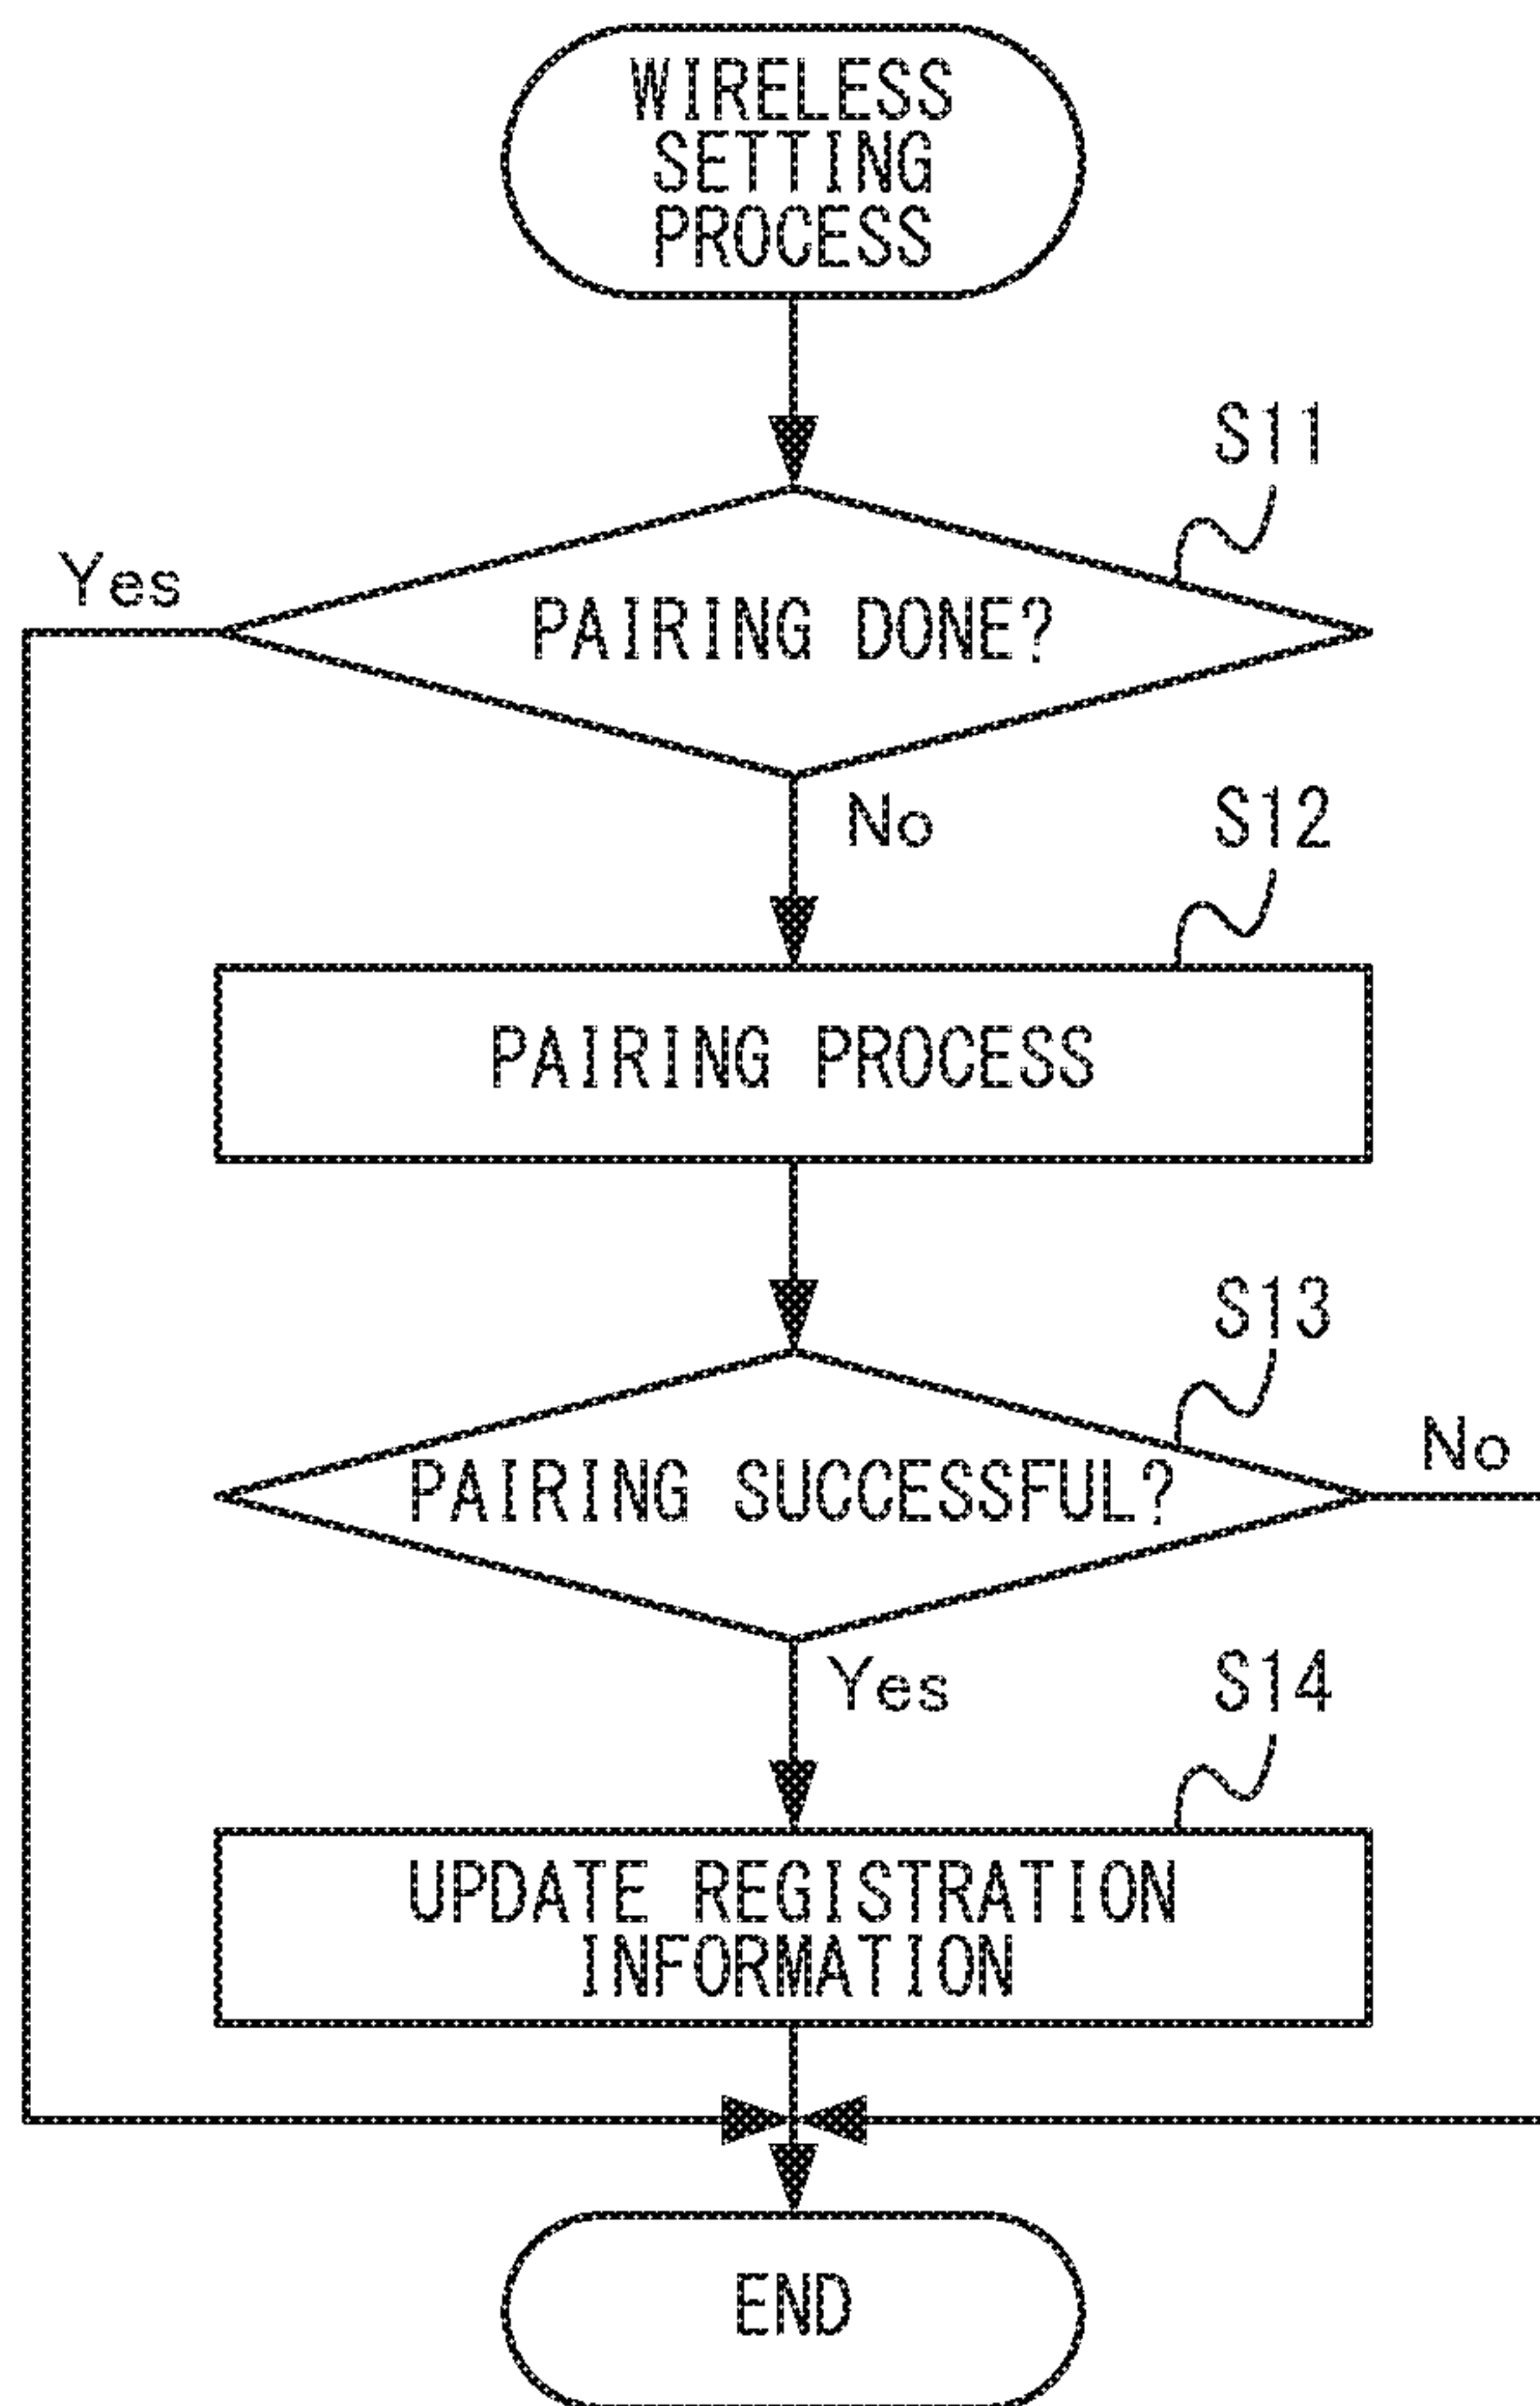 WIRELESS
SETTING
PROCESS
S11
Yes
PAIRING DONE?
No
S12
PAIRING PROCESS
S13
No
PAIRING SUCCESSFUL?
Yes
S14
UPDATE REGISTRATION
INFORMATION
END